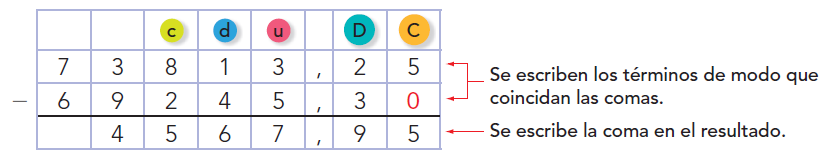 c d u D C
7 3 8 1 3 , 2 5
− 6 9 2 4 5 , 3 0
4 5 6 7 , 9 5
Se escriben los términos de modo que
coincidan las comas.
Se escribe la coma en el resultado.